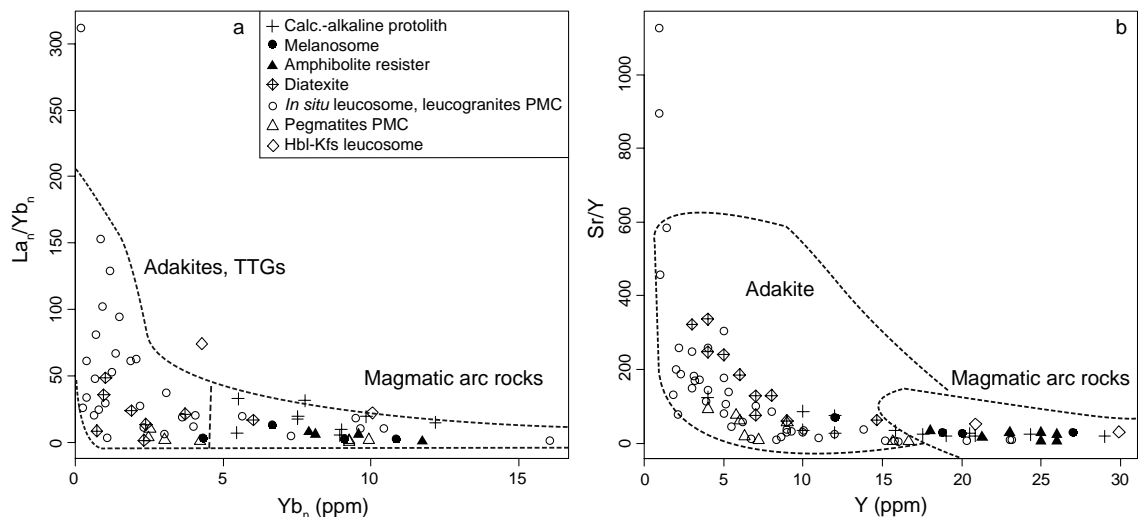 a
Calc.-alkaline protolith
Melanosome
Amphibolite resister
Diatexite
In situ leucosome, leucogranites PMC
Pegmatites PMC
Hbl-Kfs leucosome
Adakites, TTGs
Magmatic arc rocks
Laₙ/Ybₙ
0
50
100
150
200
250
300
0
5
10
15
Ybₙ (ppm)
b
Adakite
Magmatic arc rocks
Sr/Y
0
200
400
600
800
1000
0
5
10
15
20
25
30
Y (ppm)